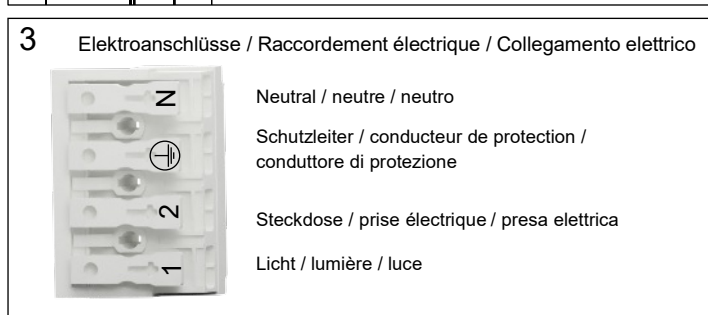 3
Elektroanschlüsse / Raccordement électrique / Collegamento elettrico
N
Neutral / neutre / neutro
Schutzleiter / conducteur de protection /
conduttore di protezione
2
Steckdose / prise électrique / presa elettrica
1
Licht / lumière / luce